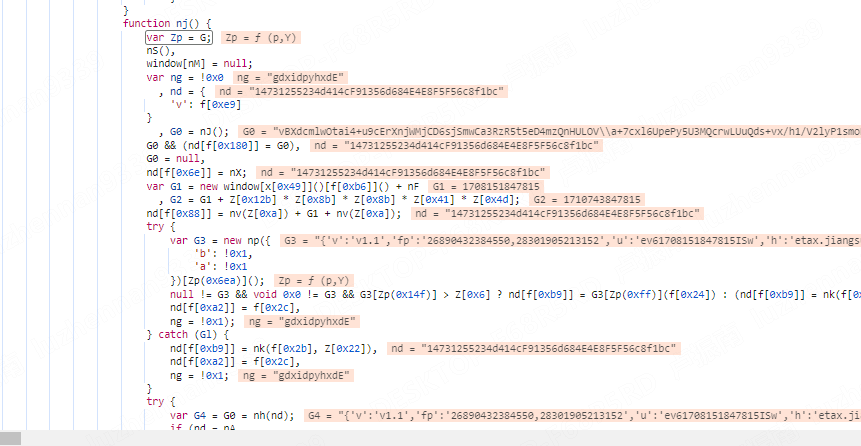 }
function nj() {
var Zp = G; Zp = ƒ (p,Y)
nS(),
window[nM] = null;
var ng = !0x0 ng = "gdxidpyhxdE"
, nd = { nd = "14731255234d414cF91356d684E4E8F5F56c8f1bc"
'v': f[0xe9]
}
, G0 = nJ(); G0 = "vBXdcmlwOtai4+u9cErXnjWMjCD6sjSmwCa3RzR5t5eD4mzQnHULOV\\a+7cxl6UpePy5U3MQcrwLUuQds+vx/h1/V2lyP1smo
G0 && (nd[f[0x180]] = G0), nd = "14731255234d414cF91356d684E4E8F5F56c8f1bc"
G0 = null,
nd[f[0x6e]] = nX; nd = "14731255234d414cF91356d684E4E8F5F56c8f1bc"
var G1 = new window[x[0x49]]()[f[0xb6]]() + nF G1 = 1708151847815
, G2 = G1 + Z[0x12b] * Z[0x8b] * Z[0x8b] * Z[0x41] * Z[0x4d]; G2 = 1710743847815
nd[f[0x88]] = nv(Z[0xa]) + G1 + nv(Z[0xa]); nd = "14731255234d414cF91356d684E4E8F5F56c8f1bc"
try {
var G3 = new np({ G3 = "{'v':'v1.1','fp':'26890432384550,28301905213152','u':'ev61708151847815ISw','h':'etax.jiangs
'b': !0x1,
'a': !0x1
})[Zp(0x6ea)](); Zp = ƒ (p,Y)
null != G3 && void 0x0 != G3 && G3[Zp(0x14f)] > Z[0x6] ? nd[f[0xb9]] = G3[Zp(0xff)](f[0x24]) : (nd[f[0xb9]] = nk(f[0x
nd[f[0xa2]] = f[0x2c],
ng = !0x1); ng = "gdxidpyhxdE"
} catch (Gl) {
nd[f[0xb9]] = nk(f[0x2b], Z[0x22]), nd = "14731255234d414cF91356d684E4E8F5F56c8f1bc"
nd[f[0xa2]] = f[0x2c],
ng = !0x1; ng = "gdxidpyhxdE"
}
try {
var G4 = G0 = nh(nd); G4 = "{'v':'v1.1','fp':'26890432384550,28301905213152','u':'ev61708151847815ISw','h':'etax.jian
if (nd = nA